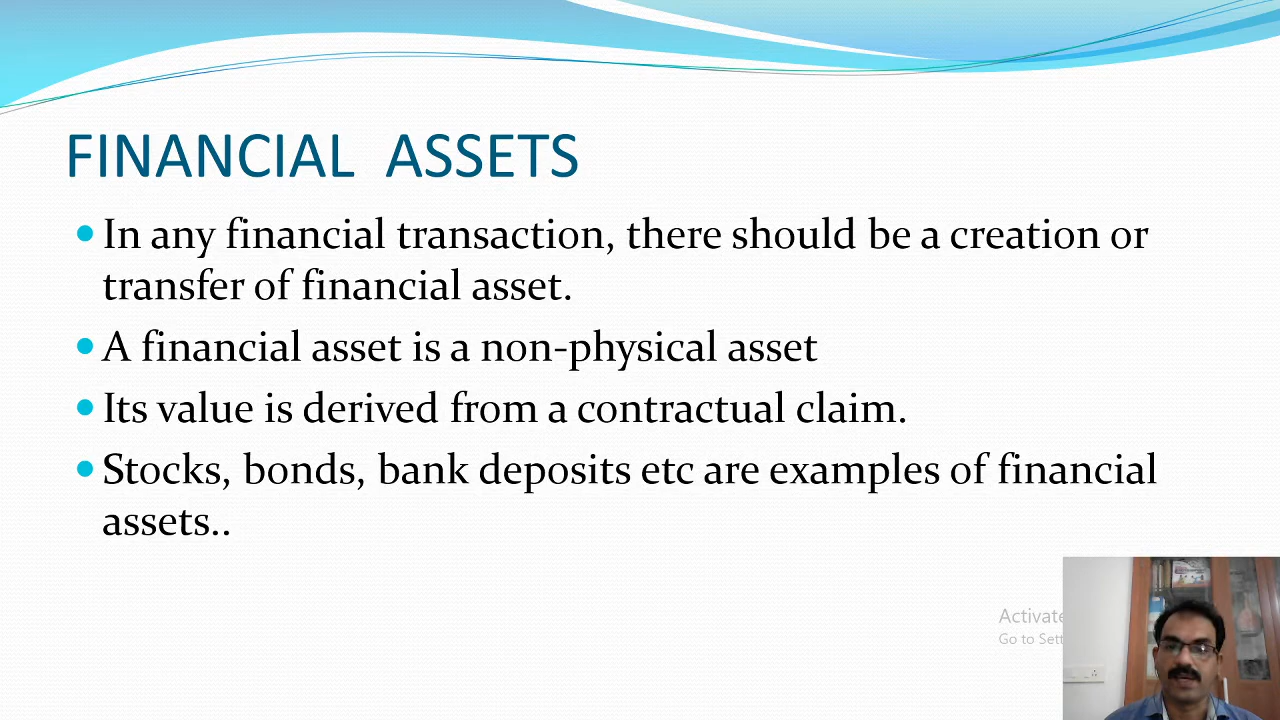 FINANCIAL ASSETS
In any financial transaction, there should be a creation or
transfer of financial asset.
A financial asset is a non-physical asset
Its value is derived from a contractual claim.
Stocks, bonds, bank deposits etc are examples of financial
assets..
Activate
Go to Sett